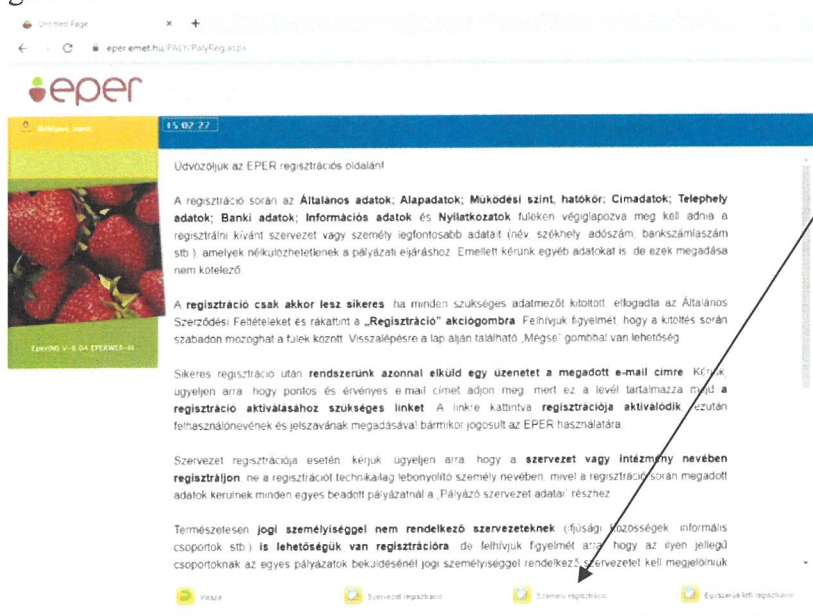 Untitled Page
eper.emet.hu/PALY/PalyReg.aspx
eper
15:02:27
Üdvözöljük az EPER regisztrációs oldalán!
A regisztráció során az Általános adatok; Alapadatok; Működési szint, hatókör; Címadatok; Telephely
adatok; Banki adatok; Információs adatok és Nyilatkozatok füleken végiglapozva meg kell adnia a
regisztrálni kívánt szervezet vagy személy legfontosabb adatait (név, székhely, adószám, bankszámlaszám
stb.), amelyek nélkülözhetetlenek a pályázati eljáráshoz. Emellett kérünk egyéb adatokat is, de ezek megadása
nem kötelező.
A regisztráció csak akkor lesz sikeres, ha minden szükséges adatmezőt kitöltött, elfogadta az Általános
Szerződési Feltételeket és rákattint a „Regisztráció” akciógombra. Felhívjuk figyelmét, hogy a kitöltés során
szabadon mozoghat a fülek között. Visszalépésre a lap alján található „Mégse” gombbal van lehetőség.
Sikeres regisztráció után rendszerünk azonnal elküld egy üzenetet a megadott e-mail címre. Kérjük,
ügyeljen arra, hogy pontos és érvényes e-mail címet adjon meg, mert ez a levél tartalmazza majd a
regisztráció aktiválásához szükséges linket. A linkre kattintva regisztrációja aktiválódik, ezután
felhasználónevének és jelszavának megadásával bármikor jogosult az EPER használatára.
Szervezet regisztrációja esetén, kérjük, ügyeljen arra, hogy a szervezet vagy intézmény nevében
regisztráljon, ne a regisztrációt technikailag lebonyolító személy nevében, mivel a regisztráció során megadott
adatok kerülnek minden egyes beadott pályázatnál a „Pályázó szervezet adatai” részhez.
Természetesen jogi személyiséggel nem rendelkező szervezeteknek (ifjúsági közösségek, informális
csoportok stb.) is lehetőségük van regisztrációra, de felhívjuk figyelmét arra, hogy az ilyen jellegű
csoportoknak az egyes pályázatok beküldésénél jogi személyiséggel rendelkező szervezetet kell megjelölniük
Vissza
Szervezet regisztráció
Személy regisztráció
Egyszerűsített regisztráció